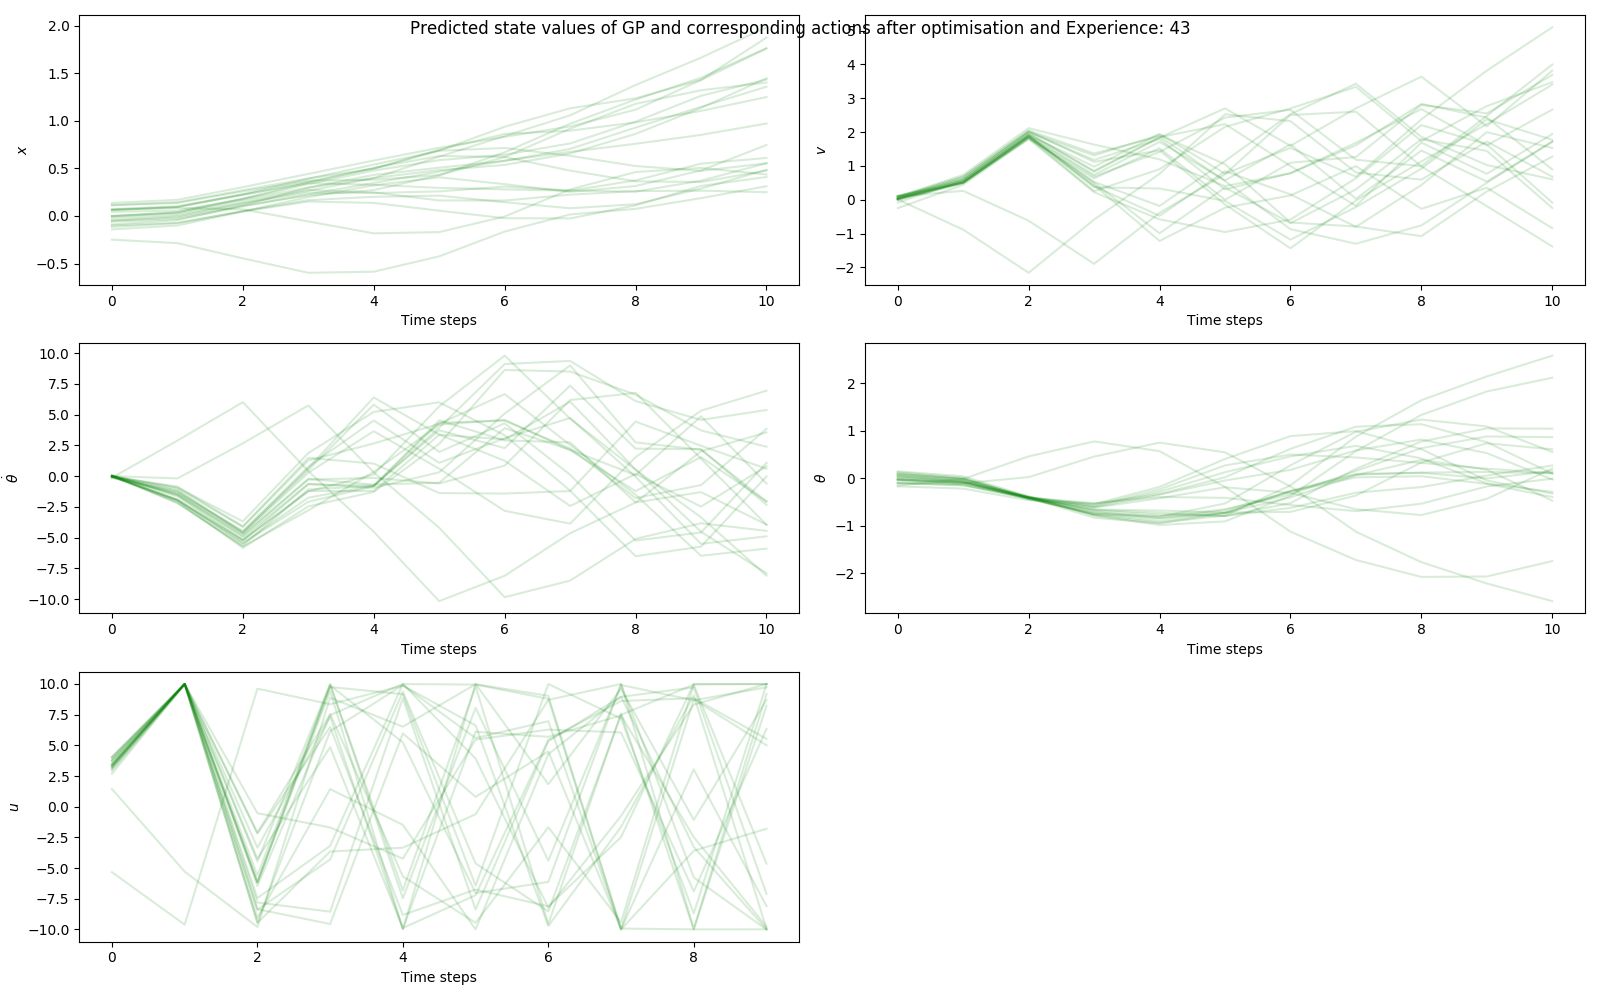 Predicted state values of GP and corresponding actions after optimisation and Experience: 43
2.0
1.5
1.0
0.5
0.0
−0.5
x
0 2 4 6 8 10
Time steps
5
4
3
2
1
0
−1
−2
v
0 2 4 6 8 10
Time steps
10.0
7.5
5.0
2.5
0.0
−2.5
−5.0
−7.5
−10.0
θ̇
0 2 4 6 8 10
Time steps
2
1
0
−1
−2
θ
0 2 4 6 8 10
Time steps
10.0
7.5
5.0
2.5
0.0
−2.5
−5.0
−7.5
−10.0
u
0 2 4 6 8
Time steps